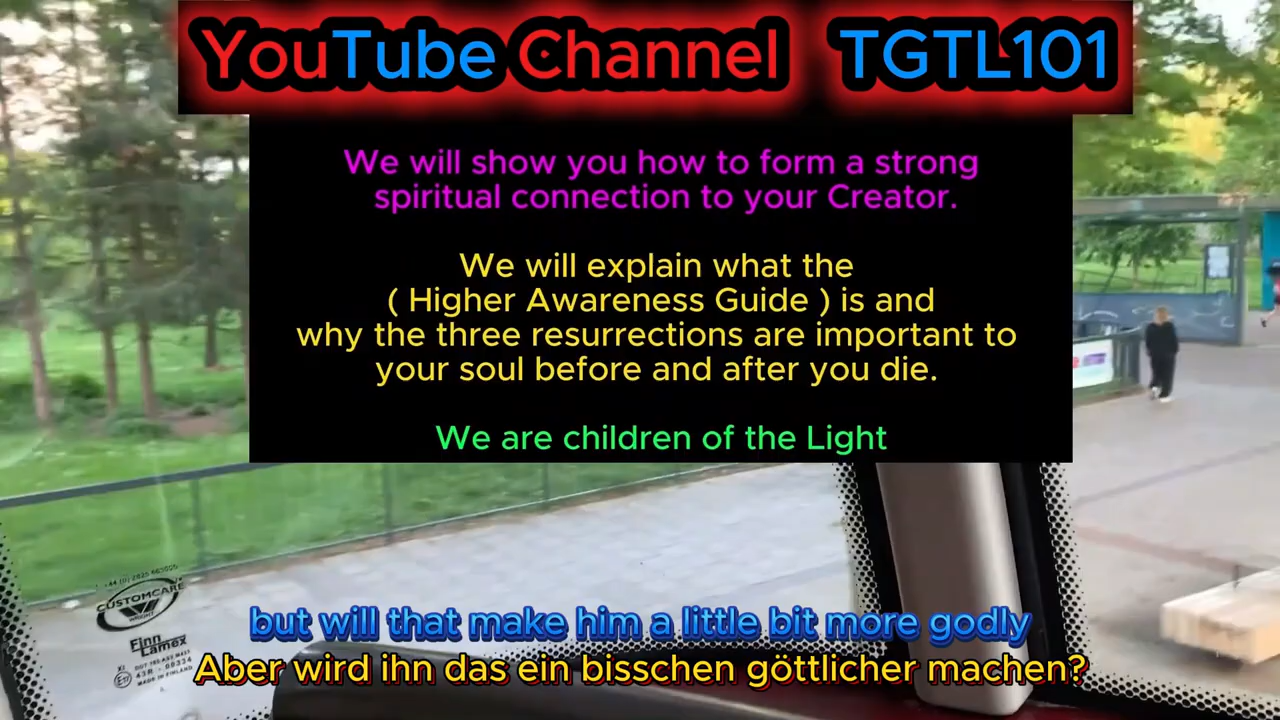 YouTube Channel TGTL101
We will show you how to form a strong
spiritual connection to your Creator.
We will explain what the
( Higher Awareness Guide ) is and
why the three resurrections are important to
your soul before and after you die.
We are children of the Light
CUSTOMCARE
Finn
Lamex
MADE IN FINLAND
but will that make him a little bit more godly
Aber wird ihn das ein bisschen göttlicher machen?